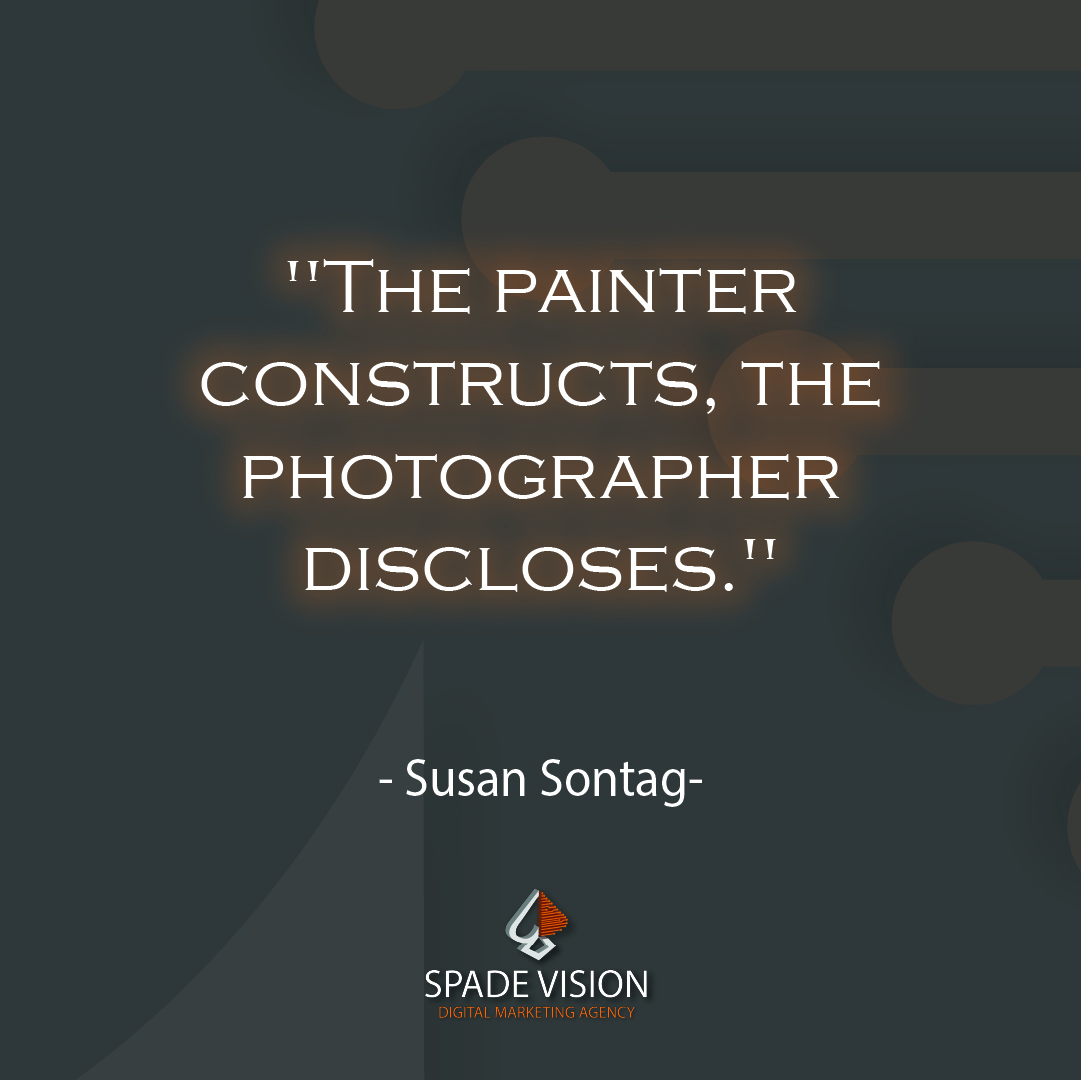 "The painter
constructs, the
photographer
discloses."
- Susan Sontag-
SPADE VISION
DIGITAL MARKETING AGENCY